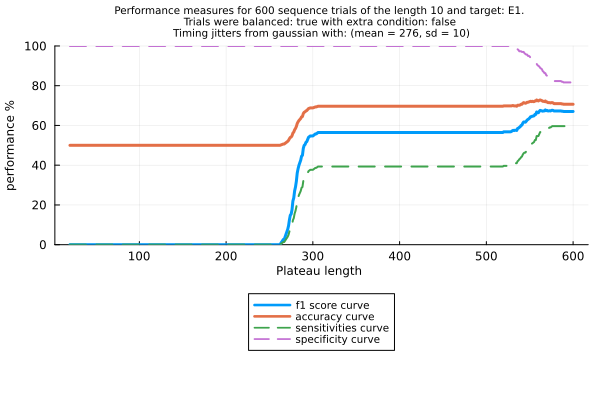 Performance measures for 600 sequence trials of the length 10 and target: E1.
Trials were balanced: true with extra condition: false
Timing jitters from gaussian with: (mean = 276, sd = 10)
100
80
60
40
20
0
performance %
100 200 300 400 500 600
Plateau length
f1 score curve
accuracy curve
sensitivities curve
specificity curve